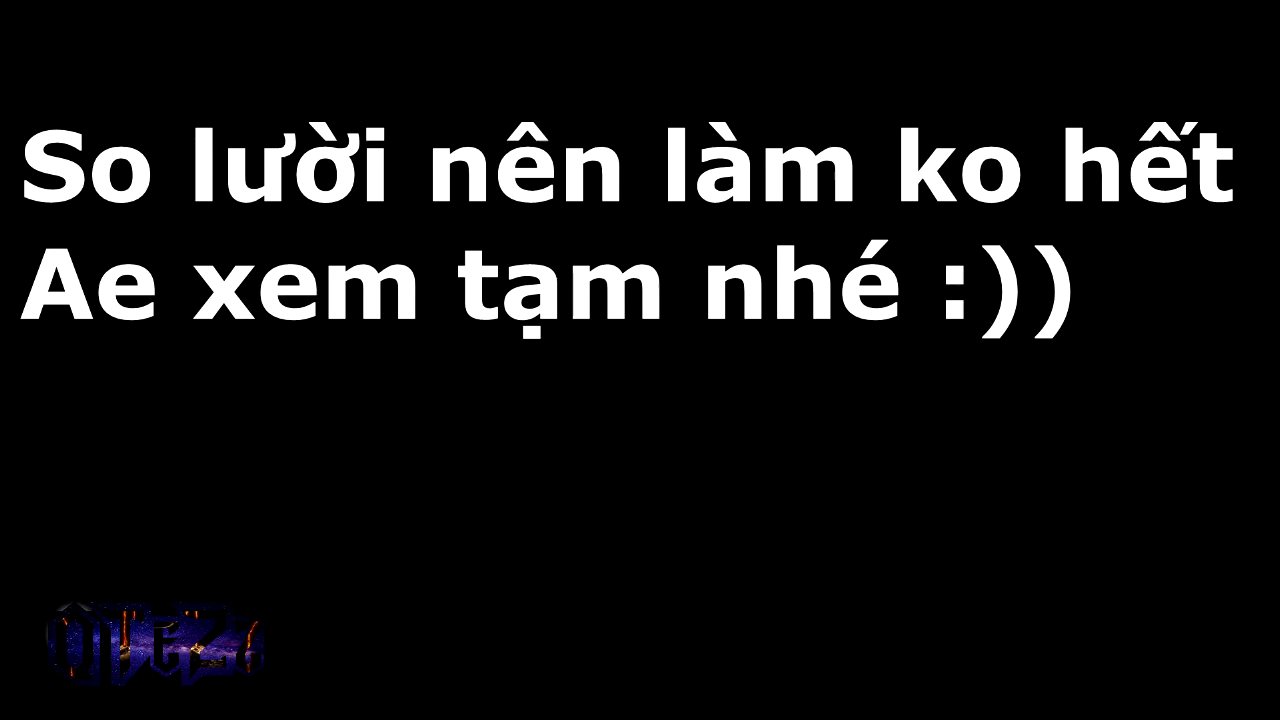 So lười nên làm ko hết
Ae xem tạm nhé :))